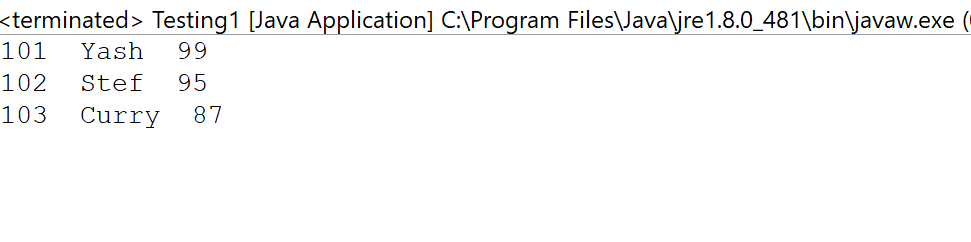 <terminated> Testing1 [Java Application] C:\Program Files\Java\jre1.8.0_481\bin\javaw.exe (
101  Yash  99
102  Stef  95
103  Curry  87